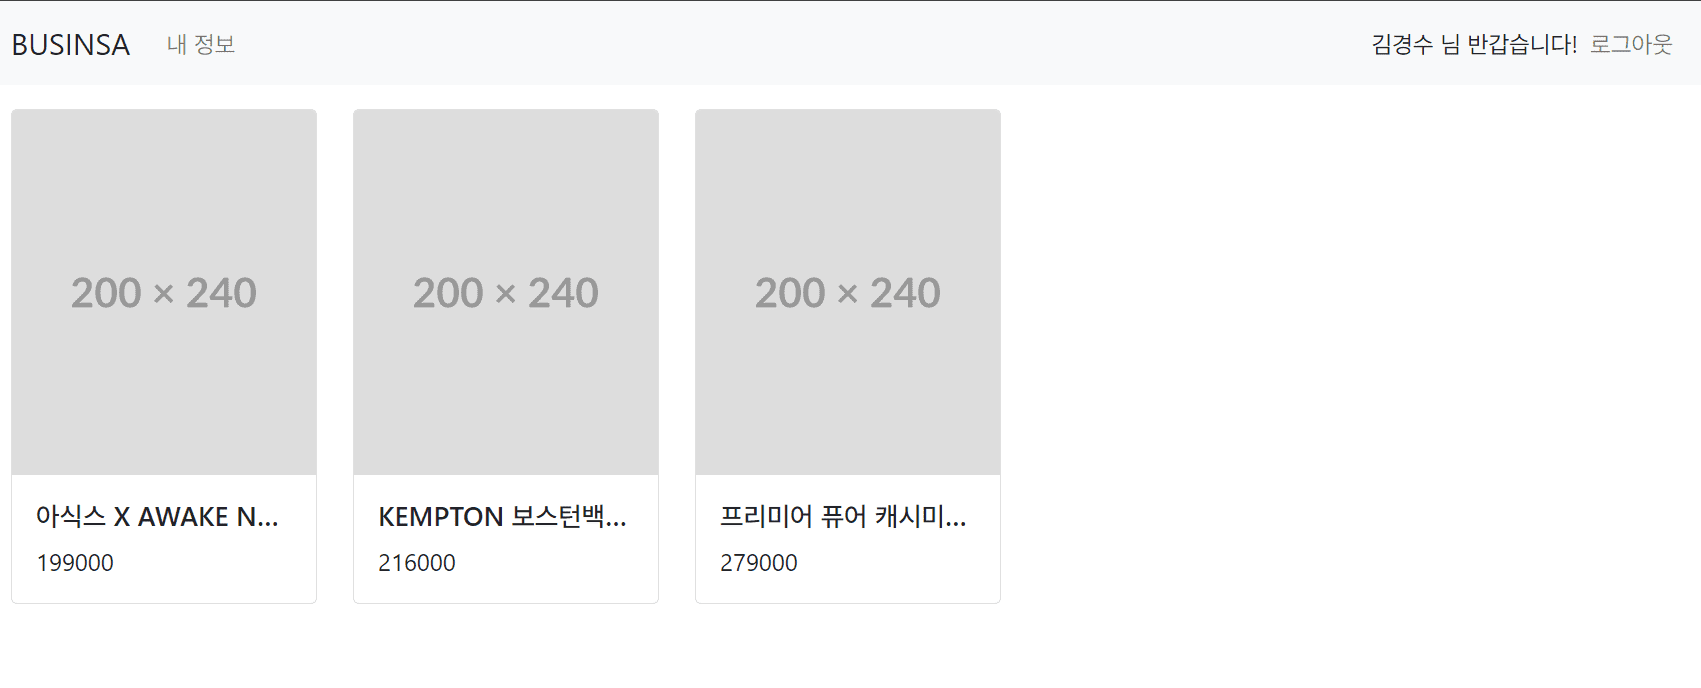 BUSINSA 내 정보 김경수 님 반갑습니다! 로그아웃
200 × 240 200 × 240 200 × 240
아식스 X AWAKE N... KEMPTON 보스턴백... 프리미어 퓨어 캐시미...
199000 216000 279000